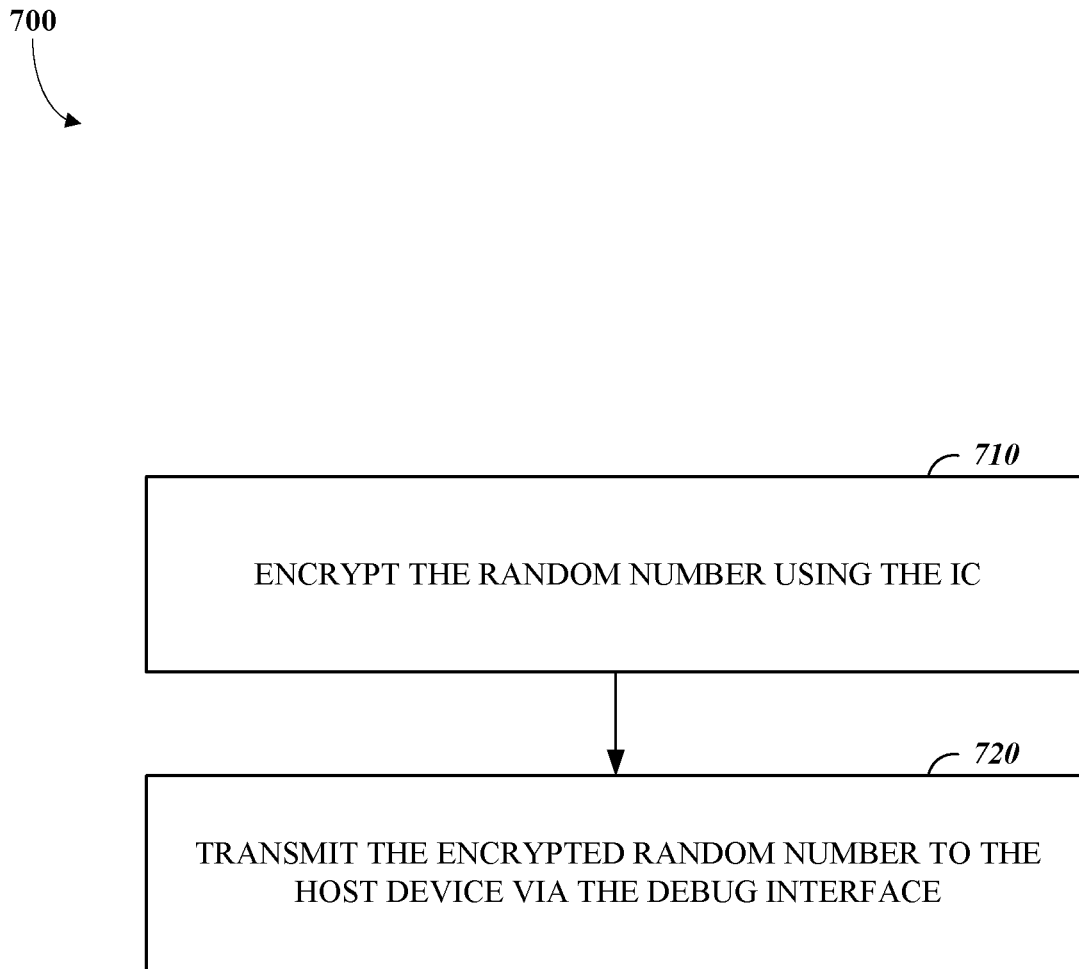 700
710
ENCRYPT THE RANDOM NUMBER USING THE IC
720
TRANSMIT THE ENCRYPTED RANDOM NUMBER TO THE
HOST DEVICE VIA THE DEBUG INTERFACE